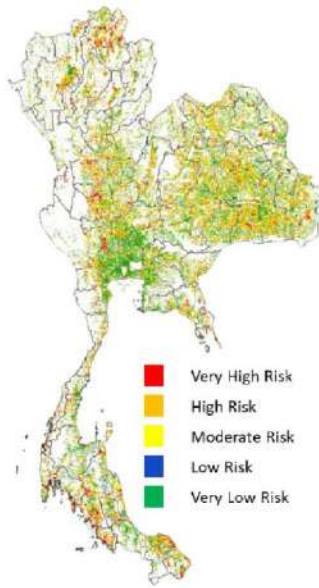 Very High Risk
High Risk
Moderate Risk
Low Risk
Very Low Risk